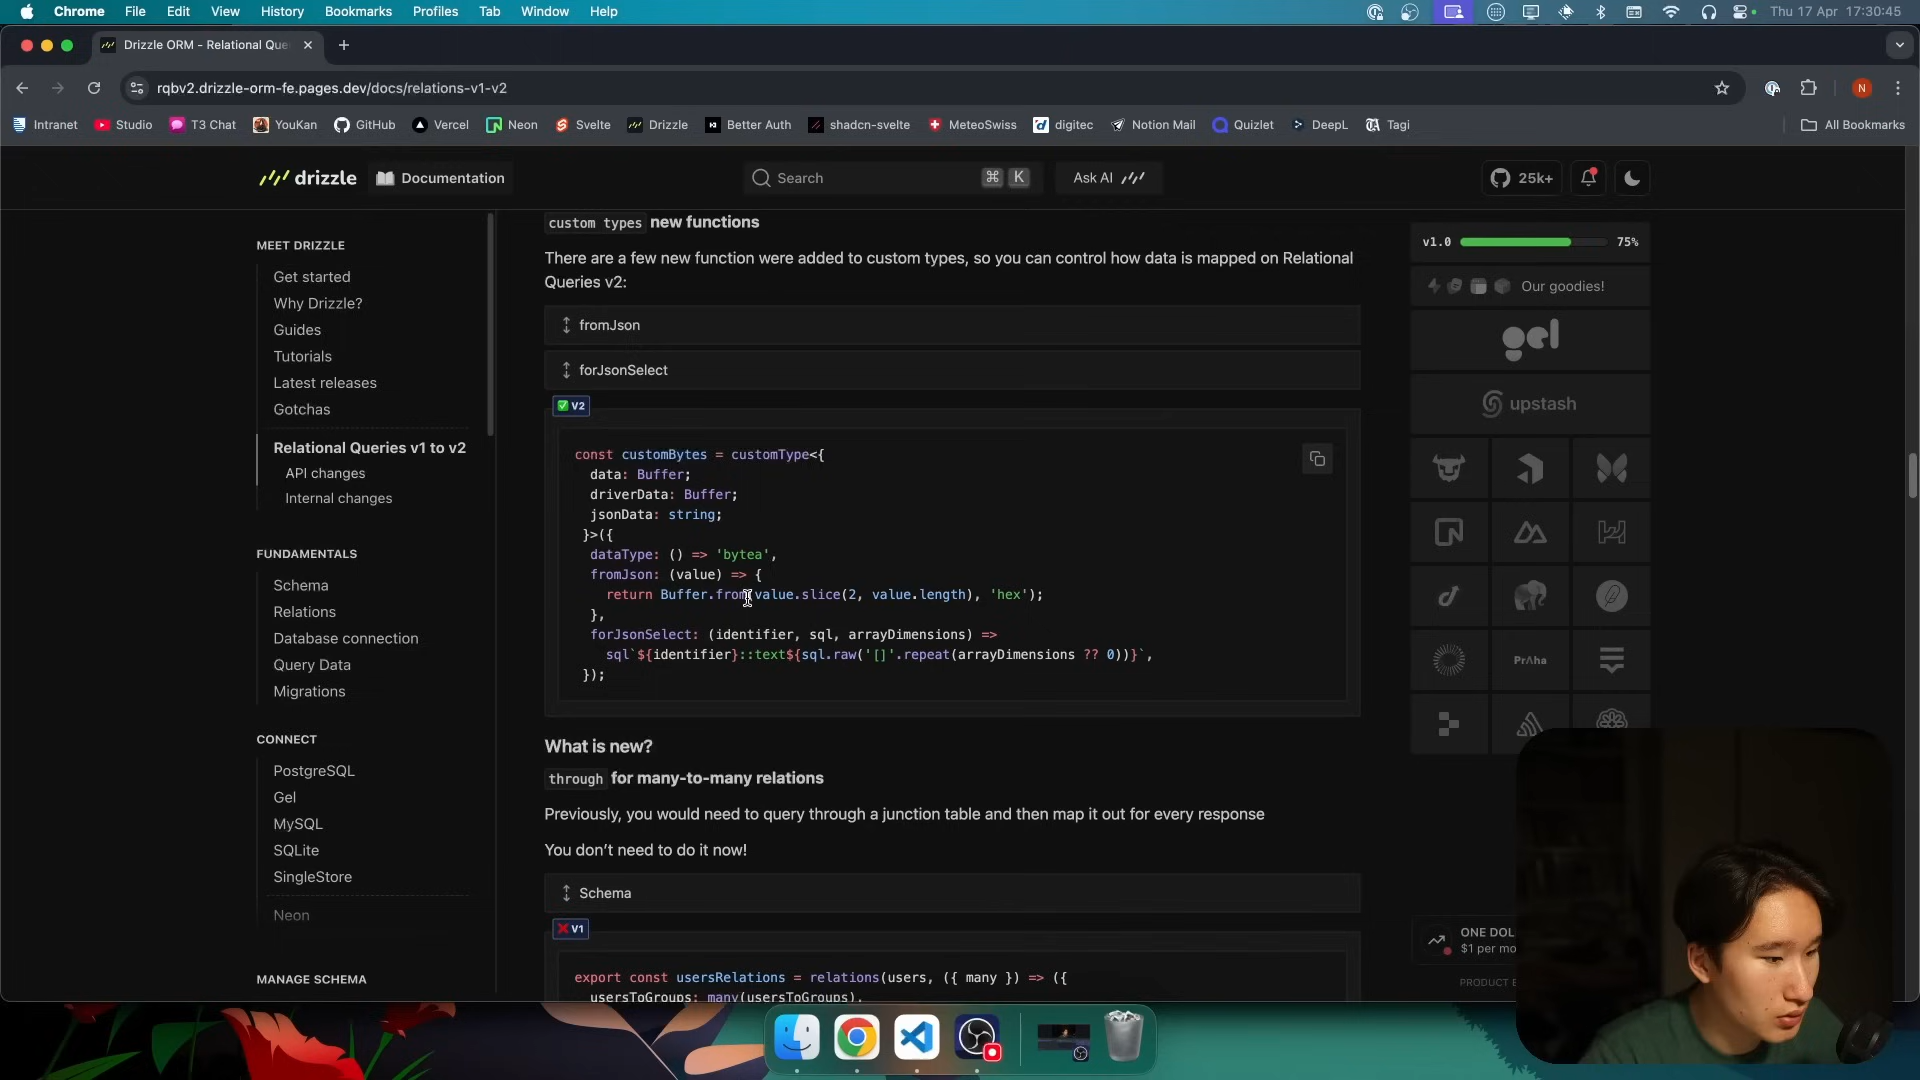 Chrome File Edit View History Bookmarks Profiles Tab Window Help
Thu 17 Apr 17:30:45
Drizzle ORM - Relational Que
rqbv2.drizzle-orm-fe.pages.dev/docs/relations-v1-v2
N
Intranet Studio T3 Chat YouKan GitHub Vercel Neon Svelte Drizzle Better Auth shadcn-svelte MeteoSwiss digitec Notion Mail Quizlet DeepL Tagi All Bookmarks
drizzle Documentation
Search ⌘ K
Ask AI
25k+
MEET DRIZZLE
Get started
Why Drizzle?
Guides
Tutorials
Latest releases
Gotchas
Relational Queries v1 to v2
API changes
Internal changes
FUNDAMENTALS
Schema
Relations
Database connection
Query Data
Migrations
CONNECT
PostgreSQL
Gel
MySQL
SQLite
SingleStore
Neon
MANAGE SCHEMA
custom types new functions
There are a few new function were added to custom types, so you can control how data is mapped on Relational
Queries v2:
fromJson
forJsonSelect
V2
const customBytes = customType<{
data: Buffer;
driverData: Buffer;
jsonData: string;
}>({
dataType: () => 'bytea',
fromJson: (value) => {
return Buffer.from(value.slice(2, value.length), 'hex');
},
forJsonSelect: (identifier, sql, arrayDimensions) =>
sql`${identifier}::text${sql.raw('[]'.repeat(arrayDimensions ?? 0))}`,
});
What is new?
through for many-to-many relations
Previously, you would need to query through a junction table and then map it out for every response
You don’t need to do it now!
Schema
V1
export const usersRelations = relations(users, ({ many }) => ({
usersToGroups: many(usersToGroups),
v1.0 75%
Our goodies!
gel
upstash
PrAha
ONE DOL
$1 per mo
PRODUCT